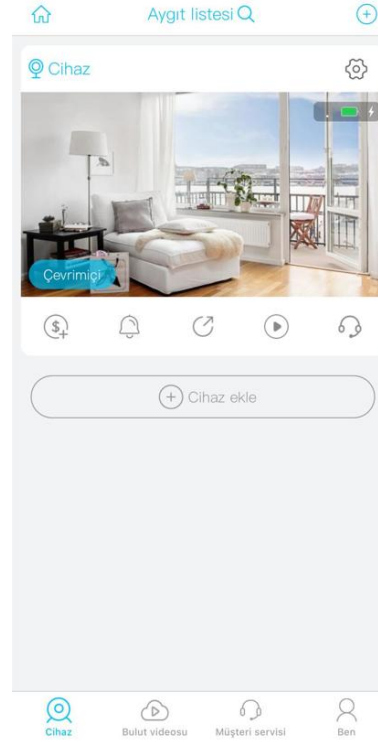 Aygıt listesi
Cihaz
Çevrimiçi
Cihaz ekle
Cihaz
Bulut videosu
Müşteri servisi
Ben